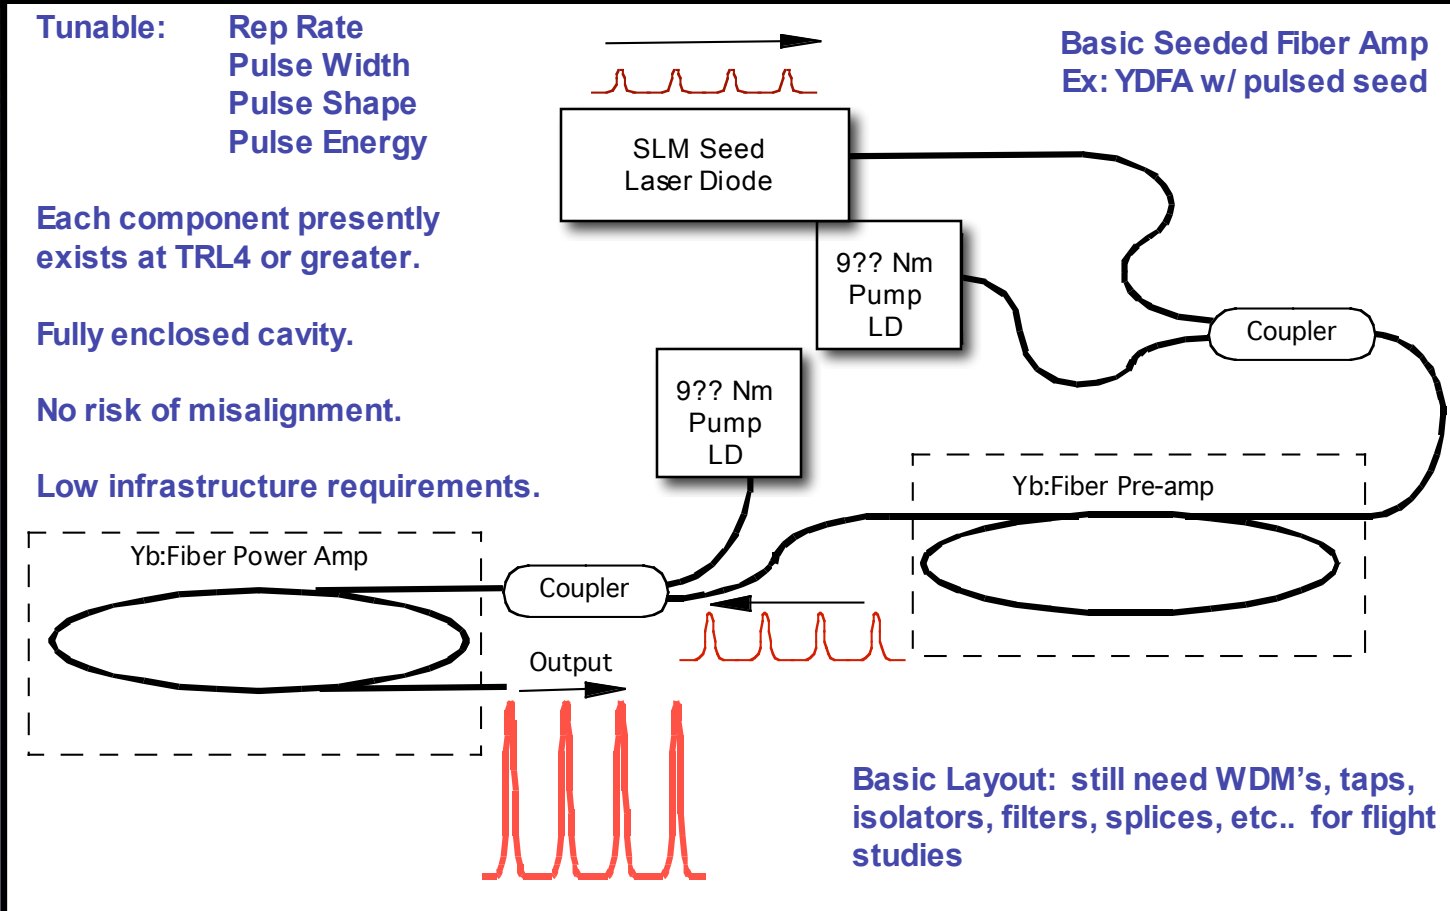 Tunable: Rep Rate
Pulse Width
Pulse Shape
Pulse Energy
Basic Seeded Fiber Amp
Ex: YDFA w/ pulsed seed
SLM Seed
Laser Diode
Each component presently
exists at TRL4 or greater.
9?? Nm
Pump
LD
Coupler
Fully enclosed cavity.
9?? Nm
Pump
LD
No risk of misalignment.
Low infrastructure requirements.
Yb:Fiber Pre-amp
Yb:Fiber Power Amp
Coupler
Output
Basic Layout: still need WDM's, taps,
isolators, filters, splices, etc.. for flight
studies